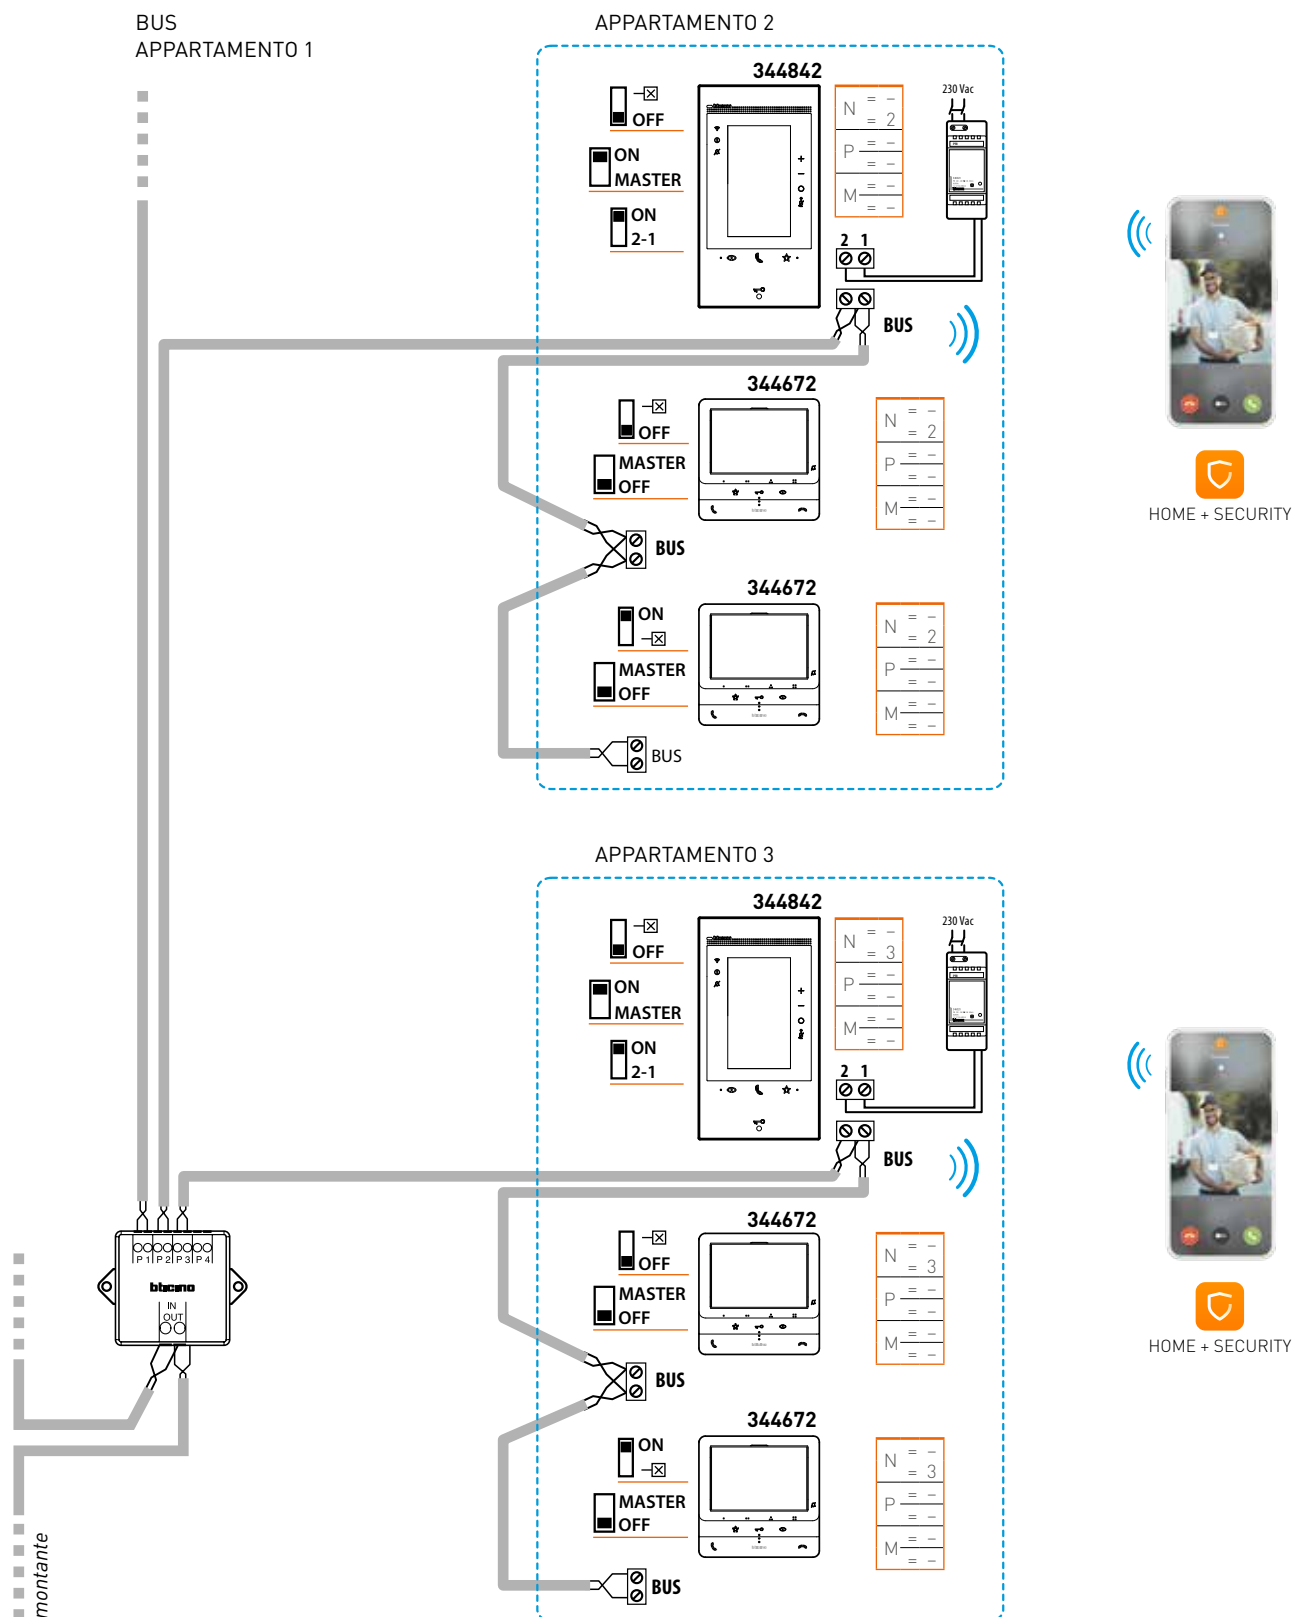 BUS
APPARTAMENTO 1
APPARTAMENTO 2
344842
OFF
ON
MASTER
ON
2-1
N = –
= 2
P = –
= –
M = –
= –
230 Vac
2 1
BUS
344672
OFF
MASTER
OFF
N = –
= 2
P = –
= –
M = –
= –
BUS
344672
ON
MASTER
OFF
N = –
= 2
P = –
= –
M = –
= –
BUS
HOME + SECURITY
APPARTAMENTO 3
344842
OFF
ON
MASTER
ON
2-1
N = –
= 3
P = –
= –
M = –
= –
230 Vac
2 1
BUS
344672
OFF
MASTER
OFF
N = –
= 3
P = –
= –
M = –
= –
BUS
344672
ON
MASTER
OFF
N = –
= 3
P = –
= –
M = –
= –
BUS
HOME + SECURITY
P1 P2 P3 P4
bticino
IN
OUT
montante